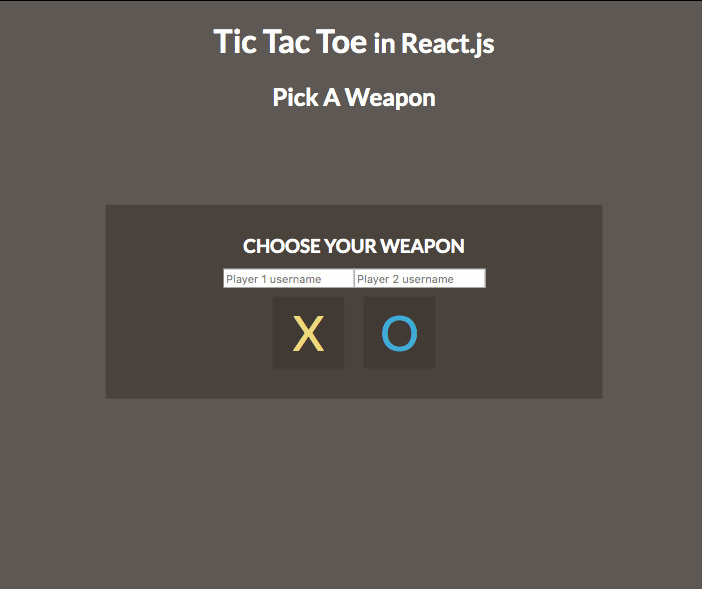 Tic Tac Toe in React.js
Pick A Weapon
CHOOSE YOUR WEAPON
Player 1 username Player 2 username
X O